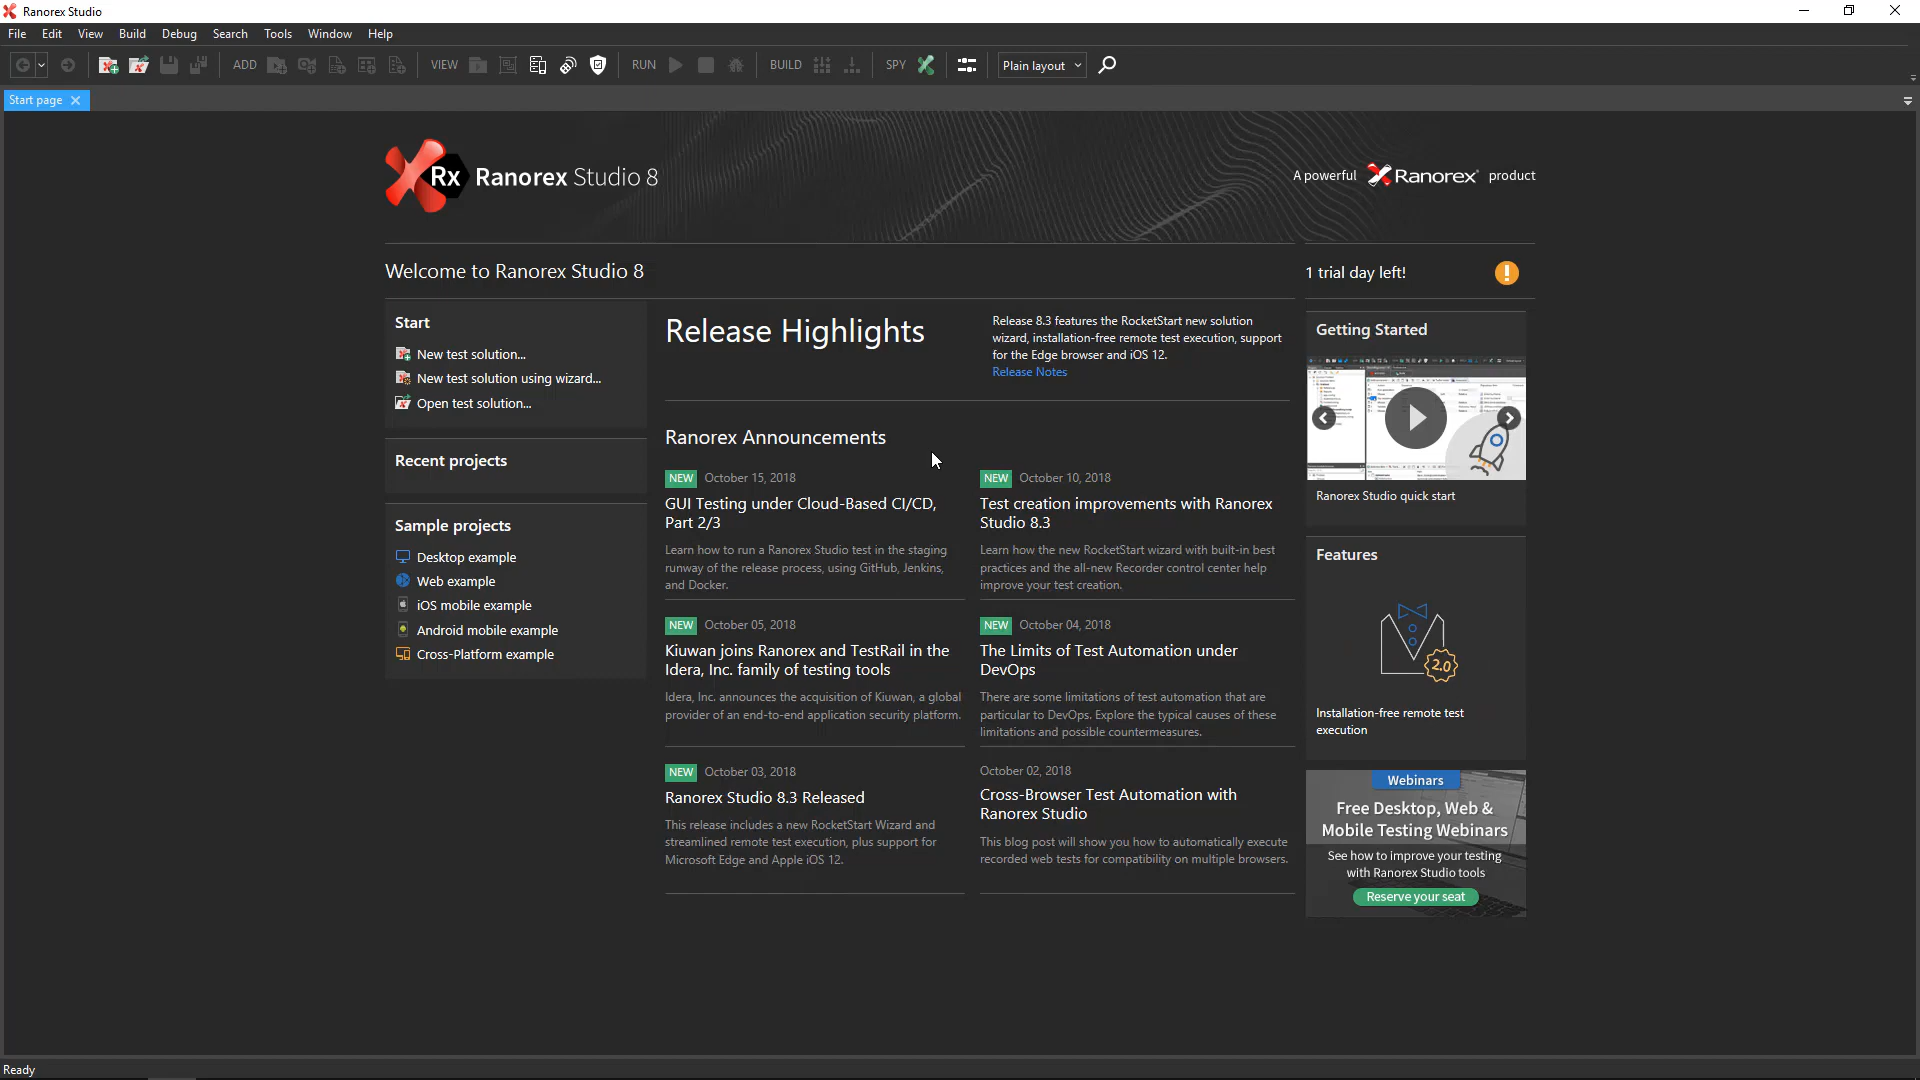 Ranorex Studio
File Edit View Build Debug Search Tools Window Help
ADD VIEW RUN BUILD SPY Plain layout
Start page
Rx Ranorex Studio 8
A powerful Ranorex product
Welcome to Ranorex Studio 8
1 trial day left!
Start
New test solution...
New test solution using wizard...
Open test solution...
Recent projects
Sample projects
Desktop example
Web example
iOS mobile example
Android mobile example
Cross-Platform example
Release Highlights
Release 8.3 features the RocketStart new solution
wizard, installation-free remote test execution, support
for the Edge browser and iOS 12.
Release Notes
Ranorex Announcements
NEW October 15, 2018
GUI Testing under Cloud-Based CI/CD,
Part 2/3
Learn how to run a Ranorex Studio test in the staging
runway of the release process, using GitHub, Jenkins,
and Docker.
NEW October 10, 2018
Test creation improvements with Ranorex
Studio 8.3
Learn how the new RocketStart wizard with built-in best
practices and the all-new Recorder control center help
improve your test creation.
NEW October 05, 2018
Kiuwan joins Ranorex and TestRail in the
Idera, Inc. family of testing tools
Idera, Inc. announces the acquisition of Kiuwan, a global
provider of an end-to-end application security platform.
NEW October 04, 2018
The Limits of Test Automation under
DevOps
There are some limitations of test automation that are
particular to DevOps. Explore the typical causes of these
limitations and possible countermeasures.
NEW October 03, 2018
Ranorex Studio 8.3 Released
This release includes a new RocketStart Wizard and
streamlined remote test execution, plus support for
Microsoft Edge and Apple iOS 12.
October 02, 2018
Cross-Browser Test Automation with
Ranorex Studio
This blog post will show you how to automatically execute
recorded web tests for compatibility on multiple browsers.
Getting Started
Ranorex Studio quick start
Features
2.0
Installation-free remote test
execution
Webinars
Free Desktop, Web &
Mobile Testing Webinars
See how to improve your testing
with Ranorex Studio tools
Reserve your seat
Ready